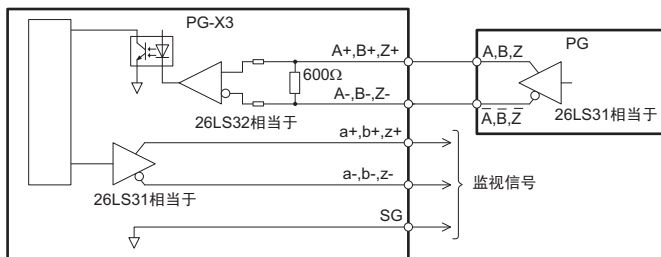 PG-X3
PG
A+,B+,Z+
A,B,Z
600Ω
A-,B-,Z-
A̅,B̅,Z̅
26LS32相当于
26LS31相当于
a+,b+,z+
a-,b-,z-
监视信号
26LS31相当于
SG